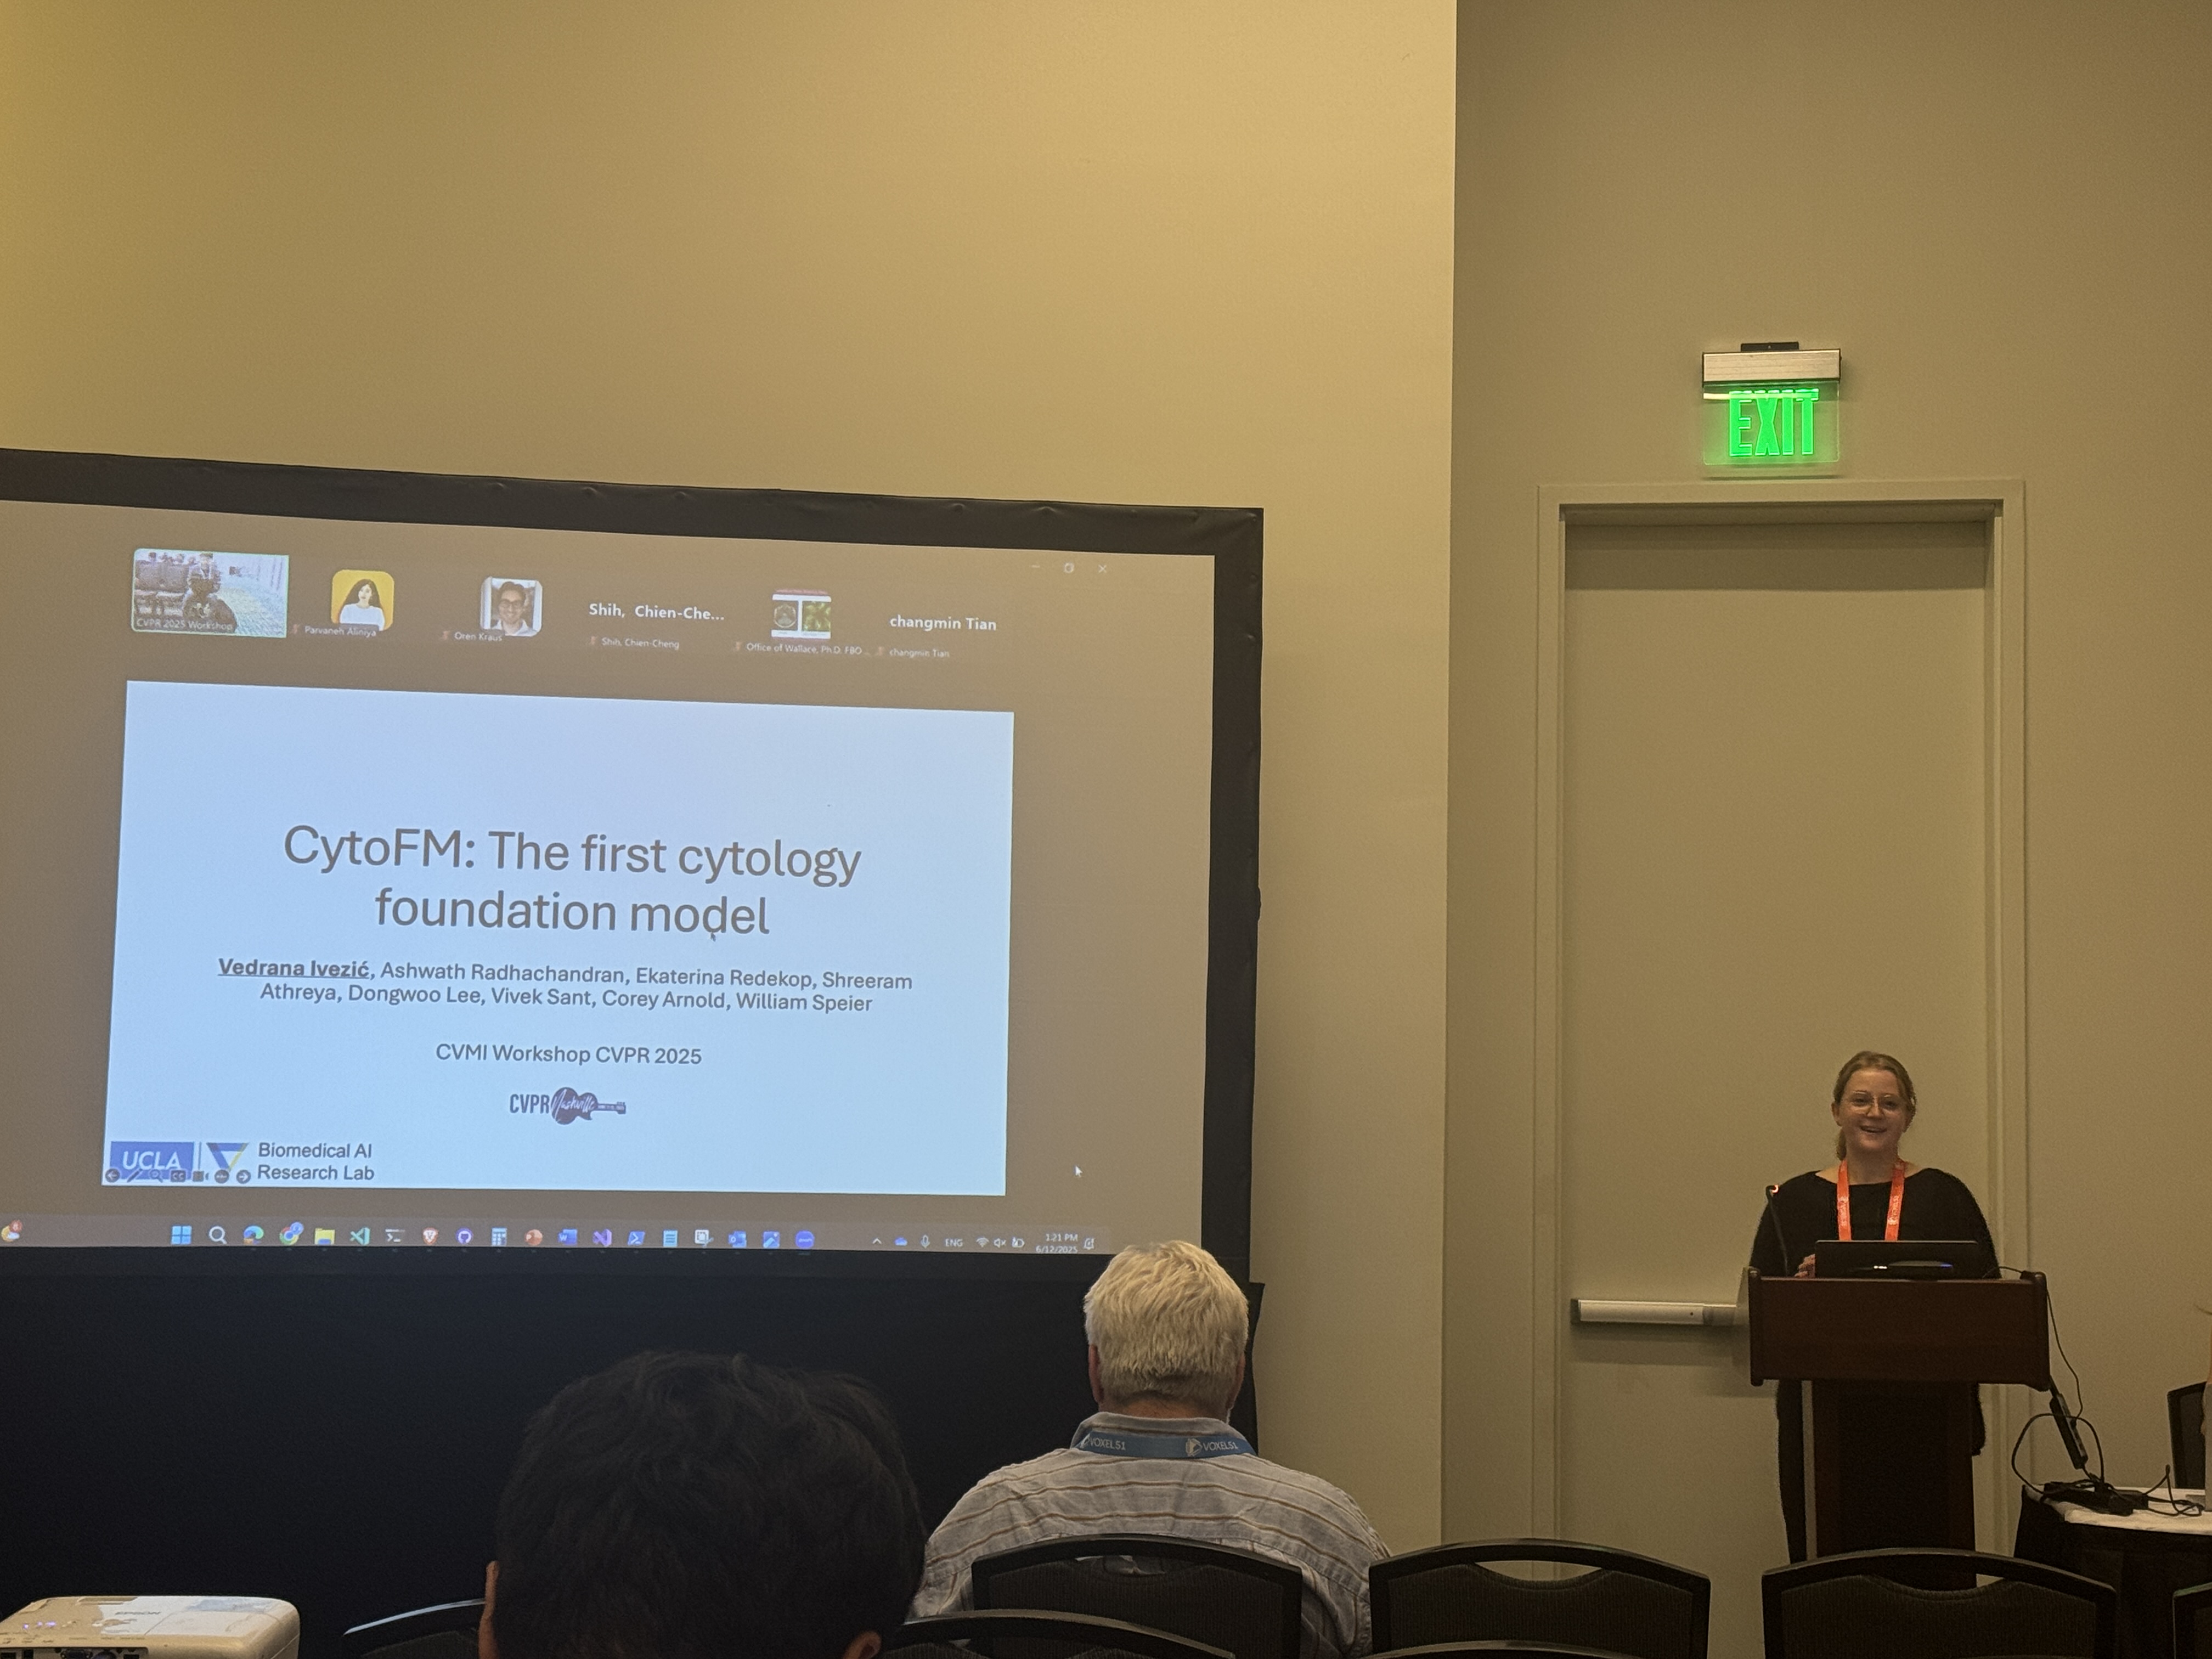 EXIT
CVPR 2025 Workshop
Parvaneh Aliniya
Oren Kraus
Shih, Chien-Che...
Shih, Chien-Cheng
Office of Wallace, Ph.D. FBO ...
changmin Tian
changmin Tian
CytoFM: The first cytology
foundation model
Vedrana Ivezić, Ashwath Radhachandran, Ekaterina Redekop, Shreeram
Athreya, Dongwoo Lee, Vivek Sant, Corey Arnold, William Speier
CVMI Workshop CVPR 2025
CVPR Nashville
UCLA
Biomedical AI
Research Lab
ENG
1:21 PM
6/12/2025
VOXEL51 VOXEL51
EPSON